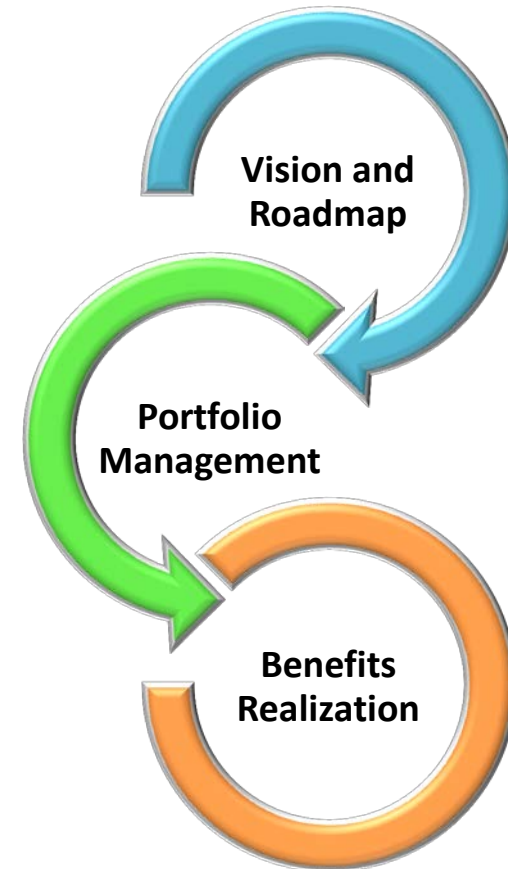 Vision and
Roadmap
Portfolio
Management
Benefits
Realization